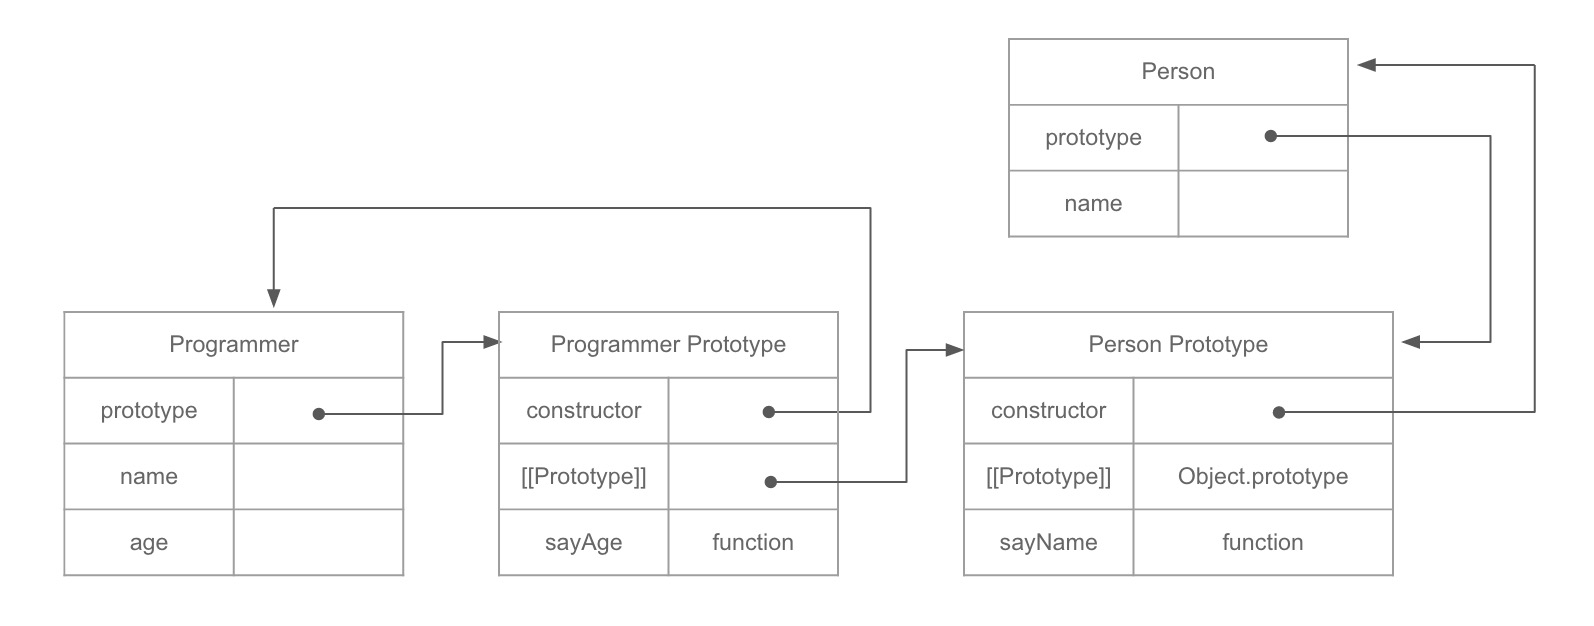 Person
prototype
name
Programmer
prototype
name
age
Programmer Prototype
constructor
[[Prototype]]
sayAge function
Person Prototype
constructor
[[Prototype]] Object.prototype
sayName function